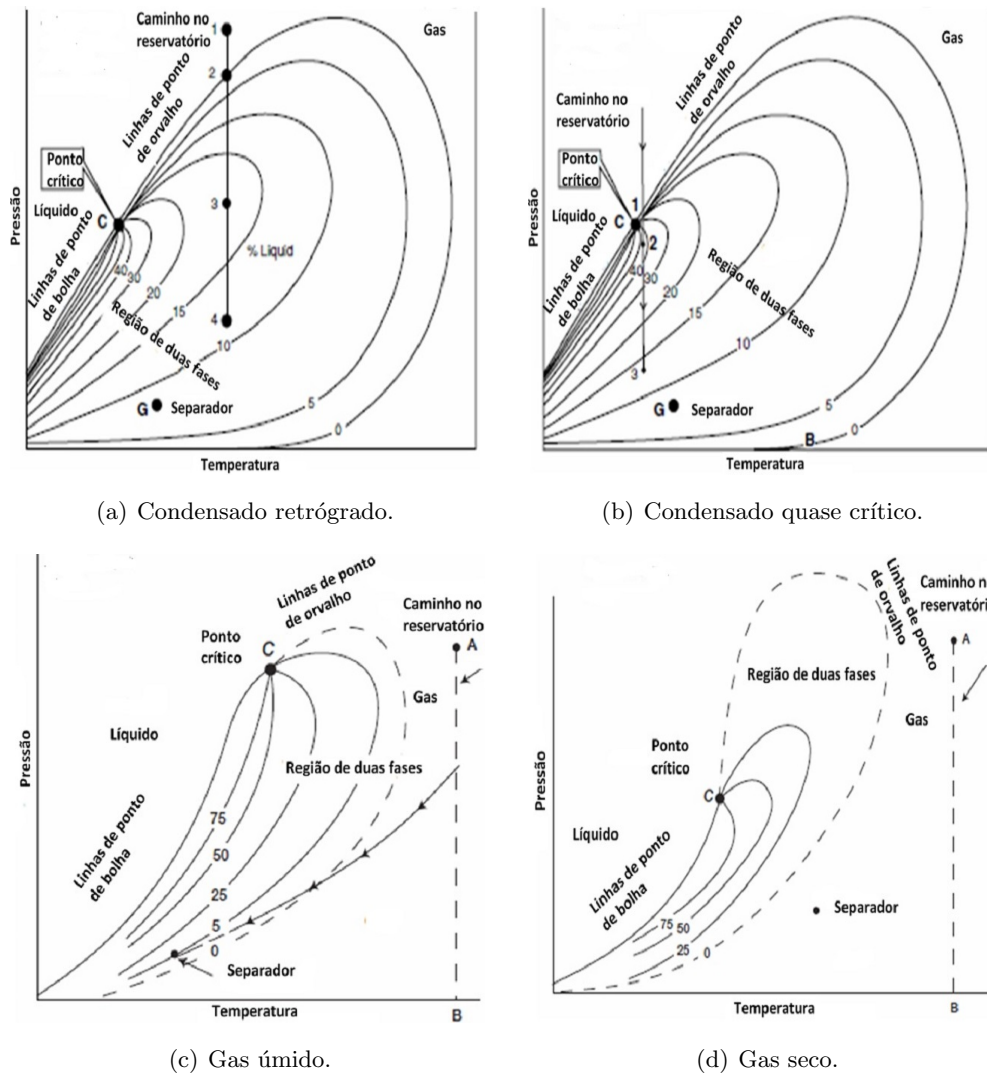 Caminho no
reservatório
1
Gas
2
Linhas de ponto
de orvalho
Ponto
crítico
Líquido
C
3
% Liquid
Pressão
Linhas de ponto
de bolha
40
30
20
15
4
10
Região de duas fases
G
Separador
5
0
Temperatura
(a) Condensado retrógrado.
Gas
Linhas de ponto
de orvalho
Caminho no
reservatório
Ponto
crítico
1
Líquido
C
2
Pressão
Linhas de ponto
de bolha
40
30
20
15
Região de duas fases
10
3
G
Separador
5
B
0
Temperatura
(b) Condensado quase crítico.
Linhas de ponto
de orvalho
Caminho no
reservatório
Ponto
crítico
C
A
Gas
Líquido
Região de duas fases
Pressão
Linhas de ponto
de bolha
75
50
25
5
0
Separador
Temperatura
B
(c) Gas úmido.
Linhas de ponto
de orvalho
Caminho no
reservatório
A
Região de duas fases
Gas
Ponto
crítico
C
Pressão
Líquido
Linhas de ponto
de bolha
75
50
25
0
Separador
Temperatura
B
(d) Gas seco.